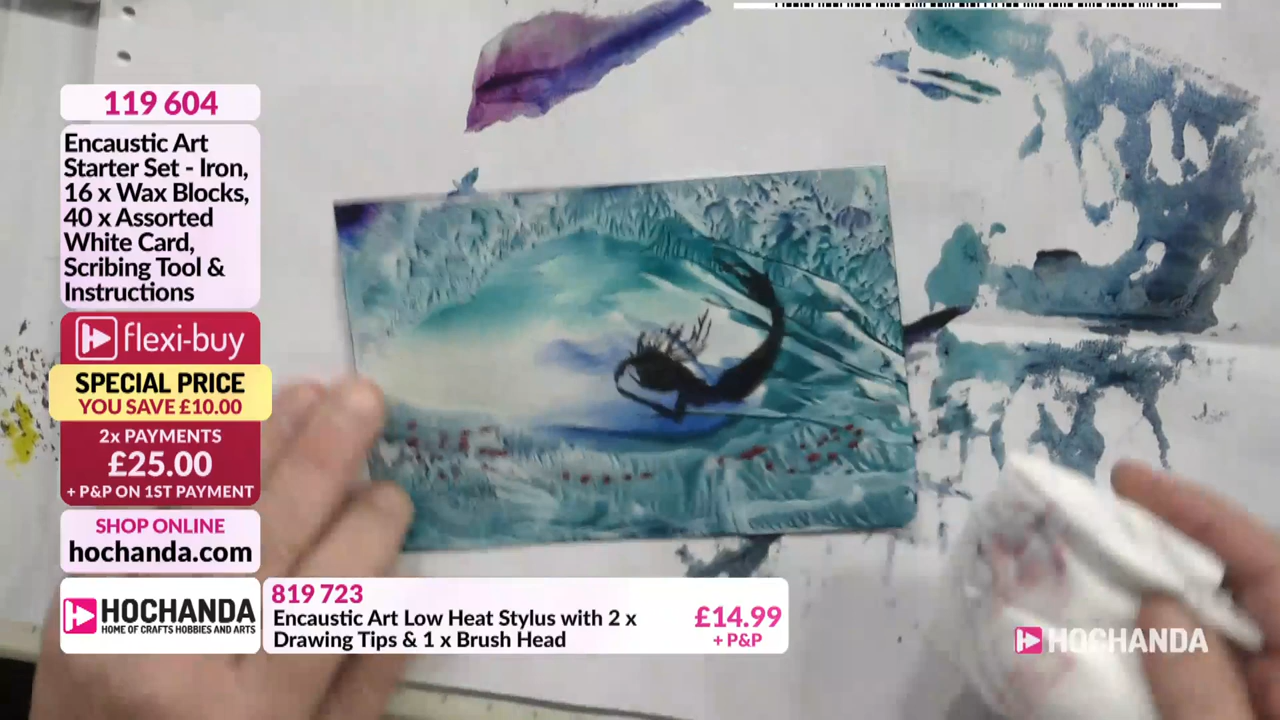 119 604
Encaustic Art
Starter Set - Iron,
16 x Wax Blocks,
40 x Assorted
White Card,
Scribing Tool &
Instructions
flexi-buy
SPECIAL PRICE
YOU SAVE £10.00
2x PAYMENTS
£25.00
+ P&P ON 1ST PAYMENT
SHOP ONLINE
hochanda.com
HOCHANDA
HOME OF CRAFTS HOBBIES AND ARTS
819 723
Encaustic Art Low Heat Stylus with 2 x
Drawing Tips & 1 x Brush Head
£14.99
+ P&P
HOCHANDA